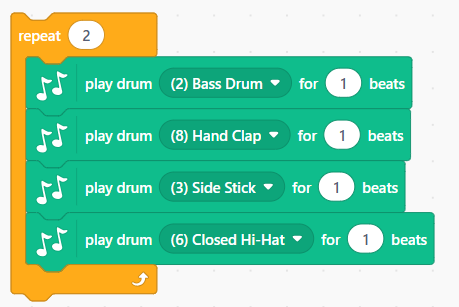 repeat 2
play drum (2) Bass Drum for 1 beats
play drum (8) Hand Clap for 1 beats
play drum (3) Side Stick for 1 beats
play drum (6) Closed Hi-Hat for 1 beats